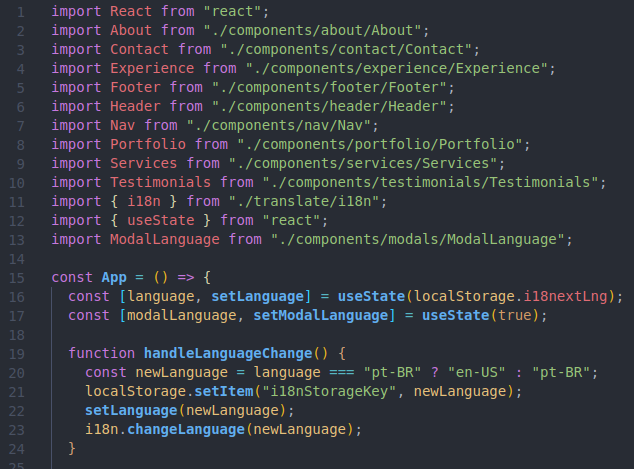 1 import React from "react";
2 import About from "./components/about/About";
3 import Contact from "./components/contact/Contact";
4 import Experience from "./components/experience/Experience";
5 import Footer from "./components/footer/Footer";
6 import Header from "./components/header/Header";
7 import Nav from "./components/nav/Nav";
8 import Portfolio from "./components/portfolio/Portfolio";
9 import Services from "./components/services/Services";
10 import Testimonials from "./components/testimonials/Testimonials";
11 import { i18n } from "./translate/i18n";
12 import { useState } from "react";
13 import ModalLanguage from "./components/modals/ModalLanguage";
14
15 const App = () => {
16   const [language, setLanguage] = useState(localStorage.i18nextLng);
17   const [modalLanguage, setModalLanguage] = useState(true);
18
19   function handleLanguageChange() {
20     const newLanguage = language === "pt-BR" ? "en-US" : "pt-BR";
21     localStorage.setItem("i18nStorageKey", newLanguage);
22     setLanguage(newLanguage);
23     i18n.changeLanguage(newLanguage);
24   }
25